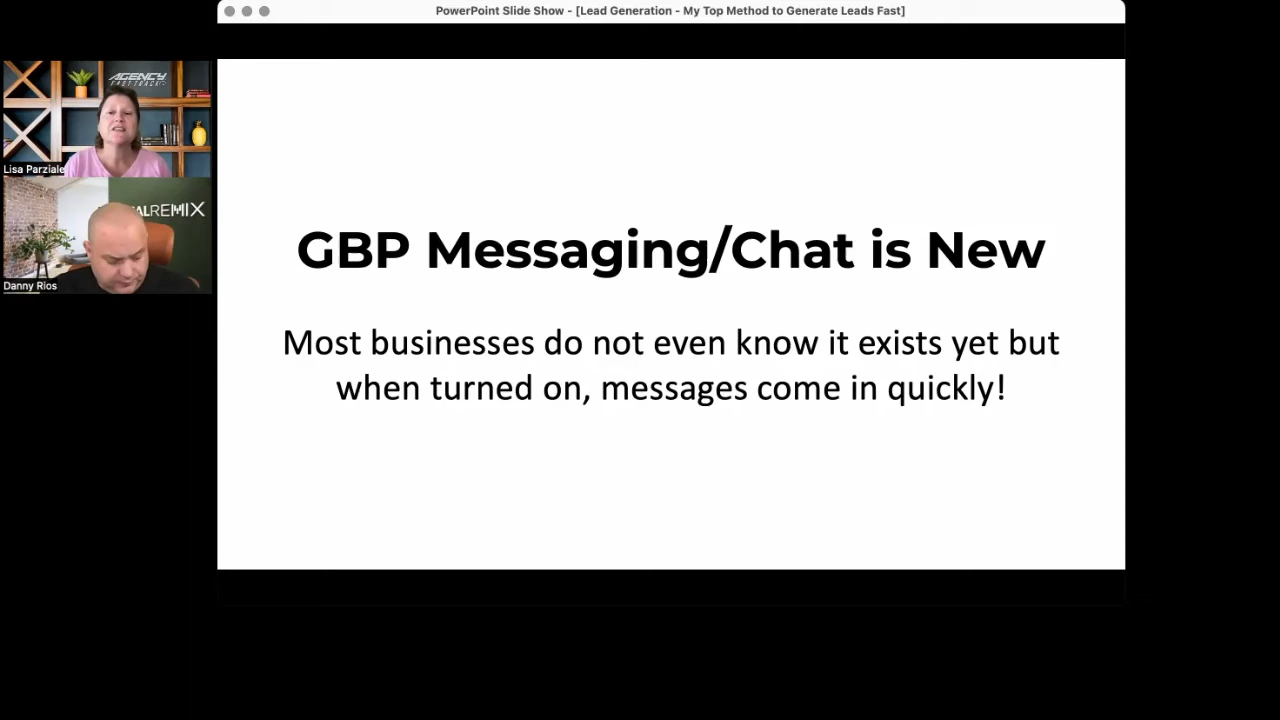 PowerPoint Slide Show - [Lead Generation - My Top Method to Generate Leads Fast]
AGENCY
FASTTRACK
Lisa Parziale
ALREMIX
Danny Rios
GBP Messaging/Chat is New
Most businesses do not even know it exists yet but
when turned on, messages come in quickly!